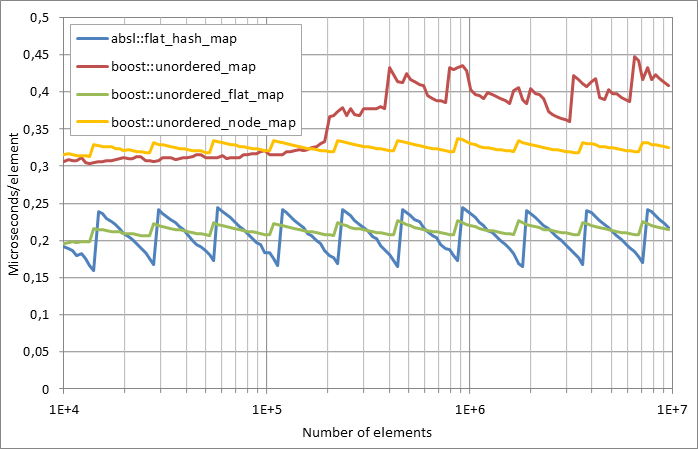 0,5
0,45
0,4
0,35
0,3
0,25
0,2
0,15
0,1
0,05
0
Microseconds/element
absl::flat_hash_map
boost::unordered_map
boost::unordered_flat_map
boost::unordered_node_map
1E+4 1E+5 1E+6 1E+7
Number of elements